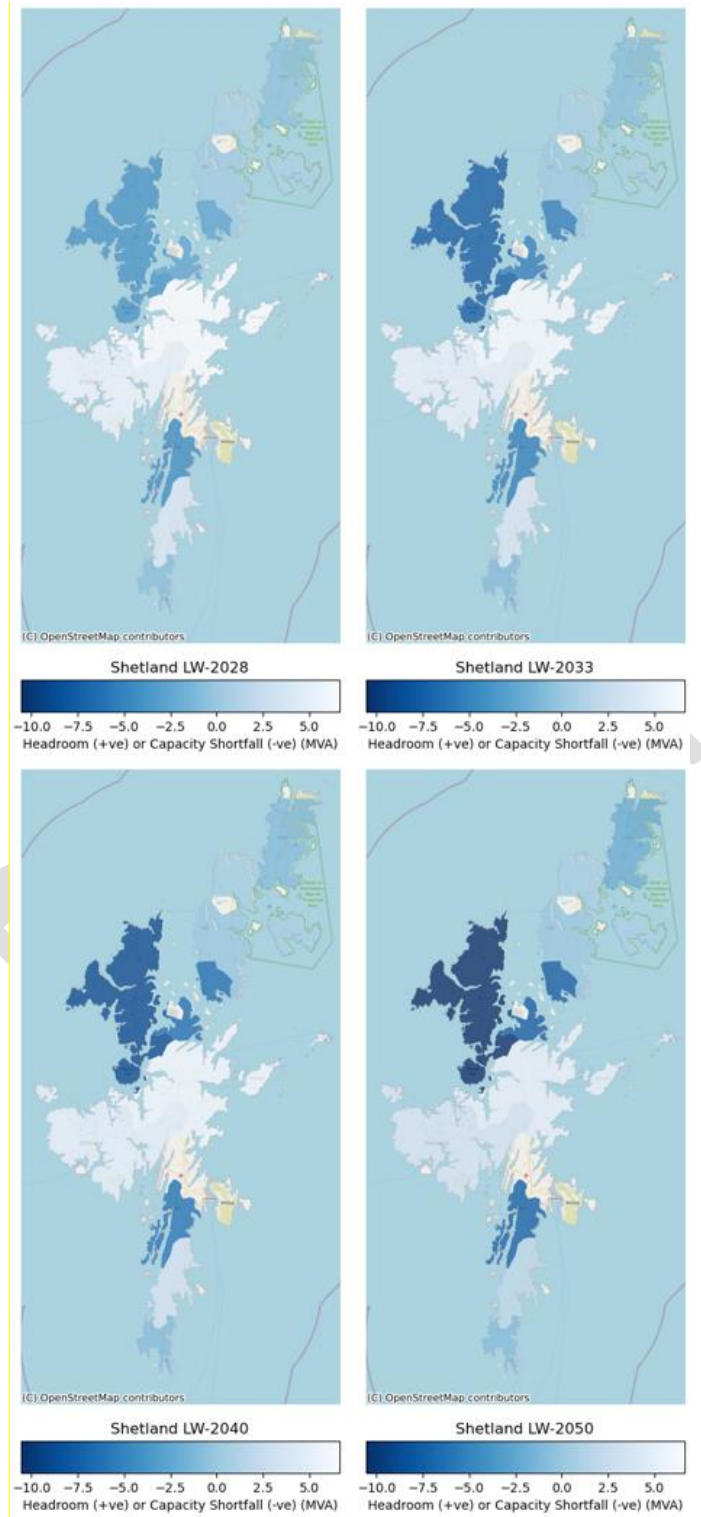 (C) OpenStreetMap contributors
(C) OpenStreetMap contributors
Shetland LW-2028
Shetland LW-2033
−10.0 −7.5 −5.0 −2.5 0.0 2.5 5.0
−10.0 −7.5 −5.0 −2.5 0.0 2.5 5.0
Headroom (+ve) or Capacity Shortfall (-ve) (MVA)
Headroom (+ve) or Capacity Shortfall (-ve) (MVA)
(C) OpenStreetMap contributors
(C) OpenStreetMap contributors
Shetland LW-2040
Shetland LW-2050
−10.0 −7.5 −5.0 −2.5 0.0 2.5 5.0
−10.0 −7.5 −5.0 −2.5 0.0 2.5 5.0
Headroom (+ve) or Capacity Shortfall (-ve) (MVA)
Headroom (+ve) or Capacity Shortfall (-ve) (MVA)